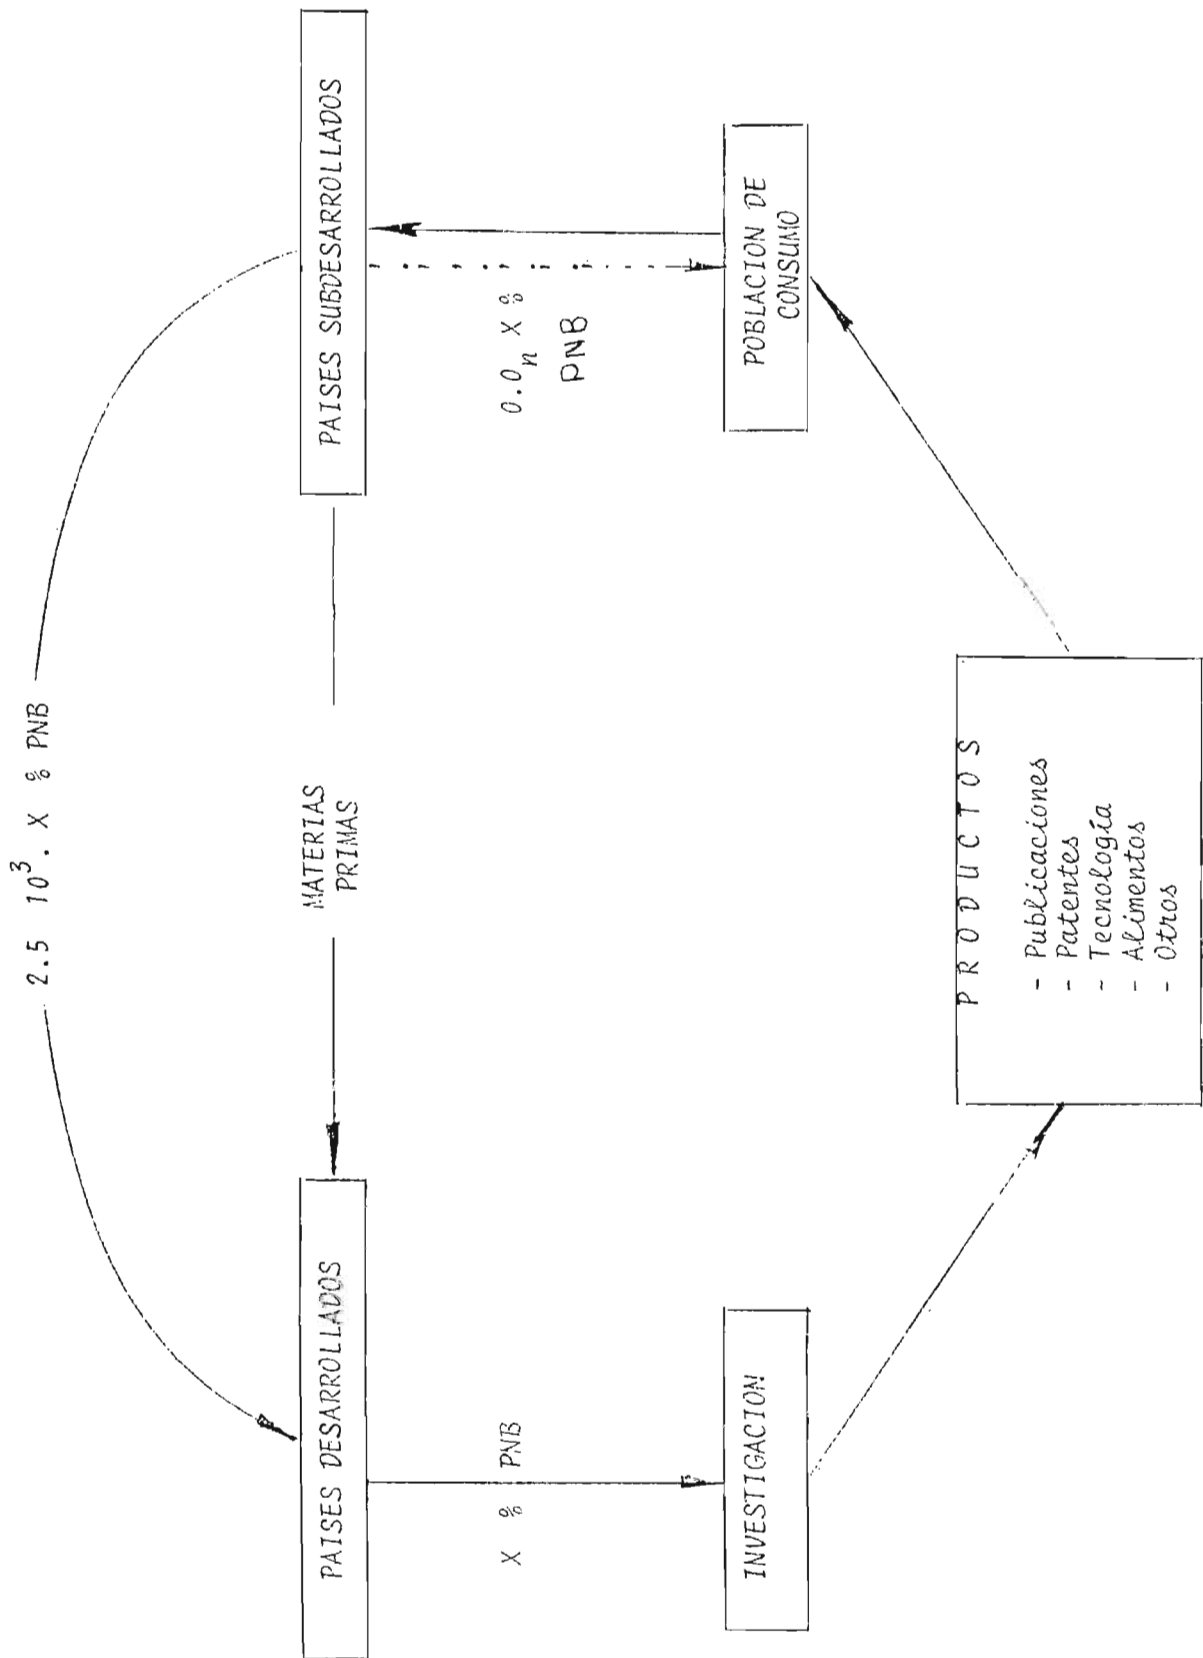 2.5 10³. X % PNB
PAISES DESARROLLADOS
MATERIAS
PRIMAS
PAISES SUBDESARROLLADOS
X % PNB
0.0n X %
PNB
INVESTIGACION
POBLACION DE
CONSUMO
PRODUCTOS
- Publicaciones
- Patentes
- Tecnología
- Alimentos
- Otros